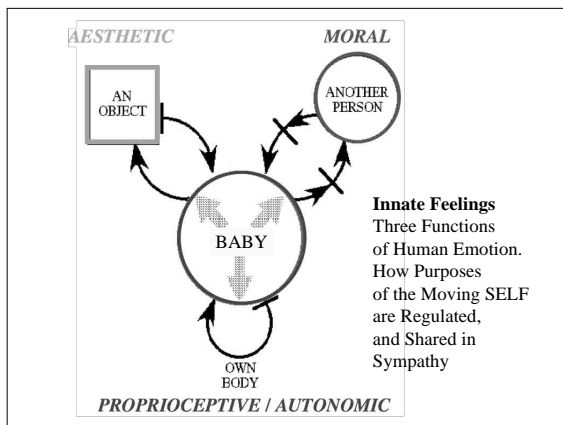 AESTHETIC
MORAL
AN
OBJECT
ANOTHER
PERSON
BABY
Innate Feelings
Three Functions
of Human Emotion.
How Purposes
of the Moving SELF
are Regulated,
and Shared in
Sympathy
OWN
BODY
PROPRIOCEPTIVE / AUTONOMIC